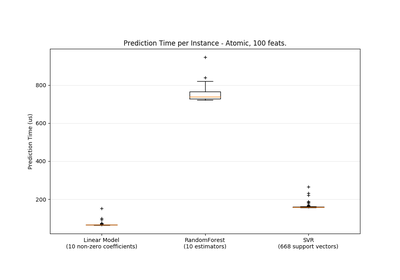 Prediction Time per Instance - Atomic, 100 feats.
800
600
400
200
Prediction Time (us)
Linear Model
(10 non-zero coefficients)
RandomForest
(10 estimators)
SVR
(668 support vectors)